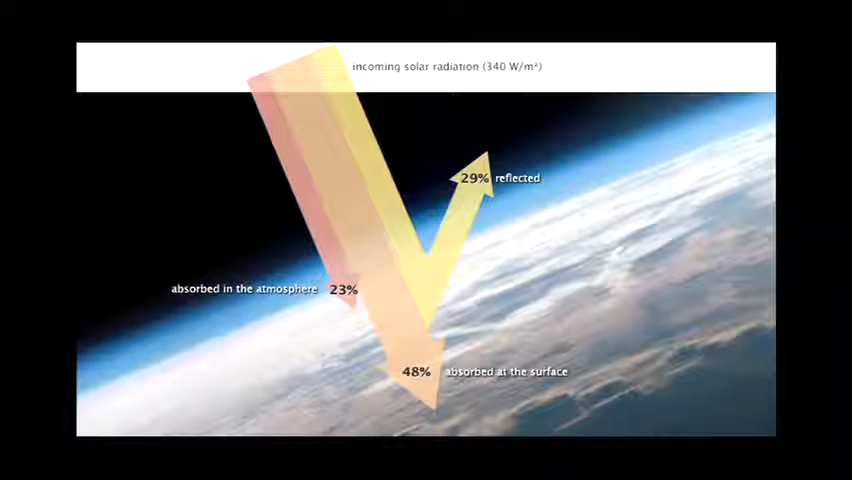 incoming solar radiation (340 W/m²)
29% reflected
absorbed in the atmosphere 23%
48% absorbed at the surface